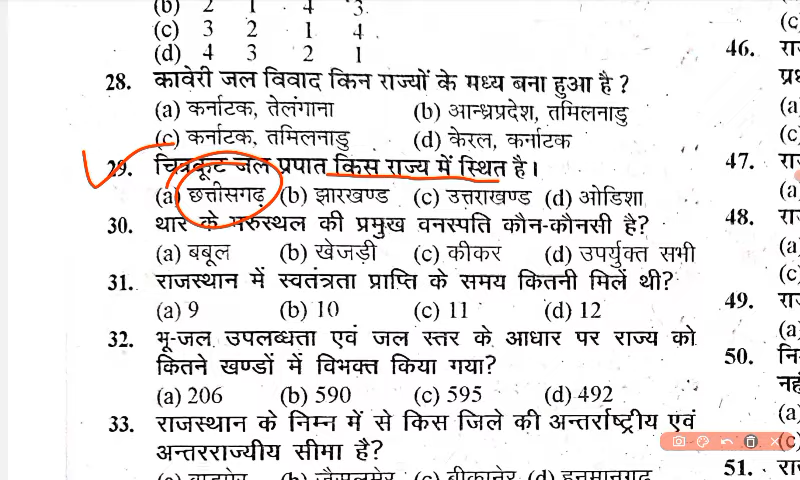 (b) 2 1 4 3
(c) 3 2 1 4
(d) 4 3 2 1
28. कावेरी जल विवाद किन राज्यों के मध्य बना हुआ है ?
(a) कर्नाटक, तेलंगाना (b) आन्ध्रप्रदेश, तमिलनाडु
(c) कर्नाटक, तमिलनाडु (d) केरल, कर्नाटक
29. चित्रकूट जल प्रपात किस राज्य में स्थित है।
(a) छत्तीसगढ़ (b) झारखण्ड (c) उत्तराखण्ड (d) ओडिशा
30. थार के मरुस्थल की प्रमुख वनस्पति कौन-कौनसी है?
(a) बबूल (b) खेजड़ी (c) कीकर (d) उपर्युक्त सभी
31. राजस्थान में स्वतंत्रता प्राप्ति के समय कितनी मिलें थी?
(a) 9 (b) 10 (c) 11 (d) 12
32. भू-जल उपलब्धता एवं जल स्तर के आधार पर राज्य को
कितने खण्डों में विभक्त किया गया?
(a) 206 (b) 590 (c) 595 (d) 492
33. राजस्थान के निम्न में से किस जिले की अन्तर्राष्ट्रीय एवं
अन्तरराज्यीय सीमा है?
(a) बाड़मेर (b) जैसलमेर (c) बीकानेर (d) हनुमानगढ़
(c
46.
(a
(c
47.
(a
48.
(a
(c
49.
(a
50.
(a
(c)
51.